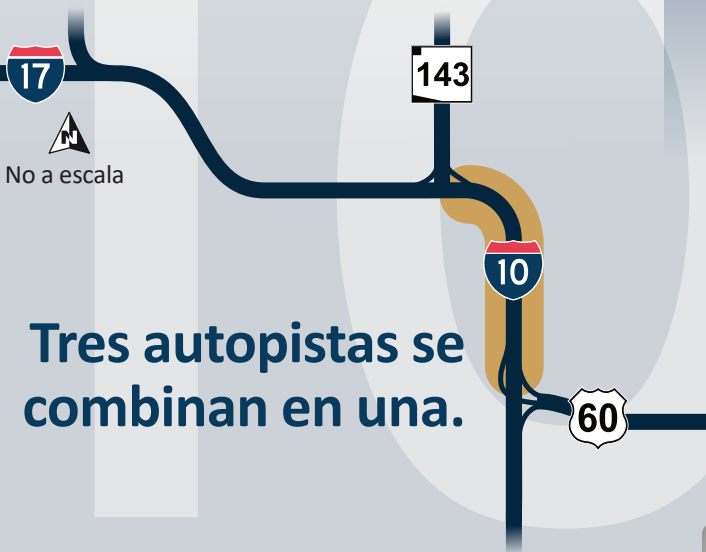 17
143
N
No a escala
10
Tres autopistas se
combinan en una.
60